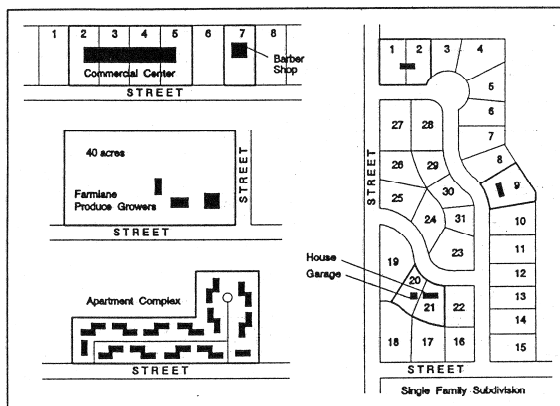 1 2 3 4 5 6 7 8
Commercial Center
Barber
Shop
STREET
40 acres
Farmlane
Produce Growers
STREET
STREET
Apartment Complex
STREET
STREET
1 2 3 4
5
6
7
8
9
10
11
12
13
14
15
27 28
26 29
25 30
24 31
23
19
House
Garage
20
21 22
18 17 16
STREET
Single Family Subdivision